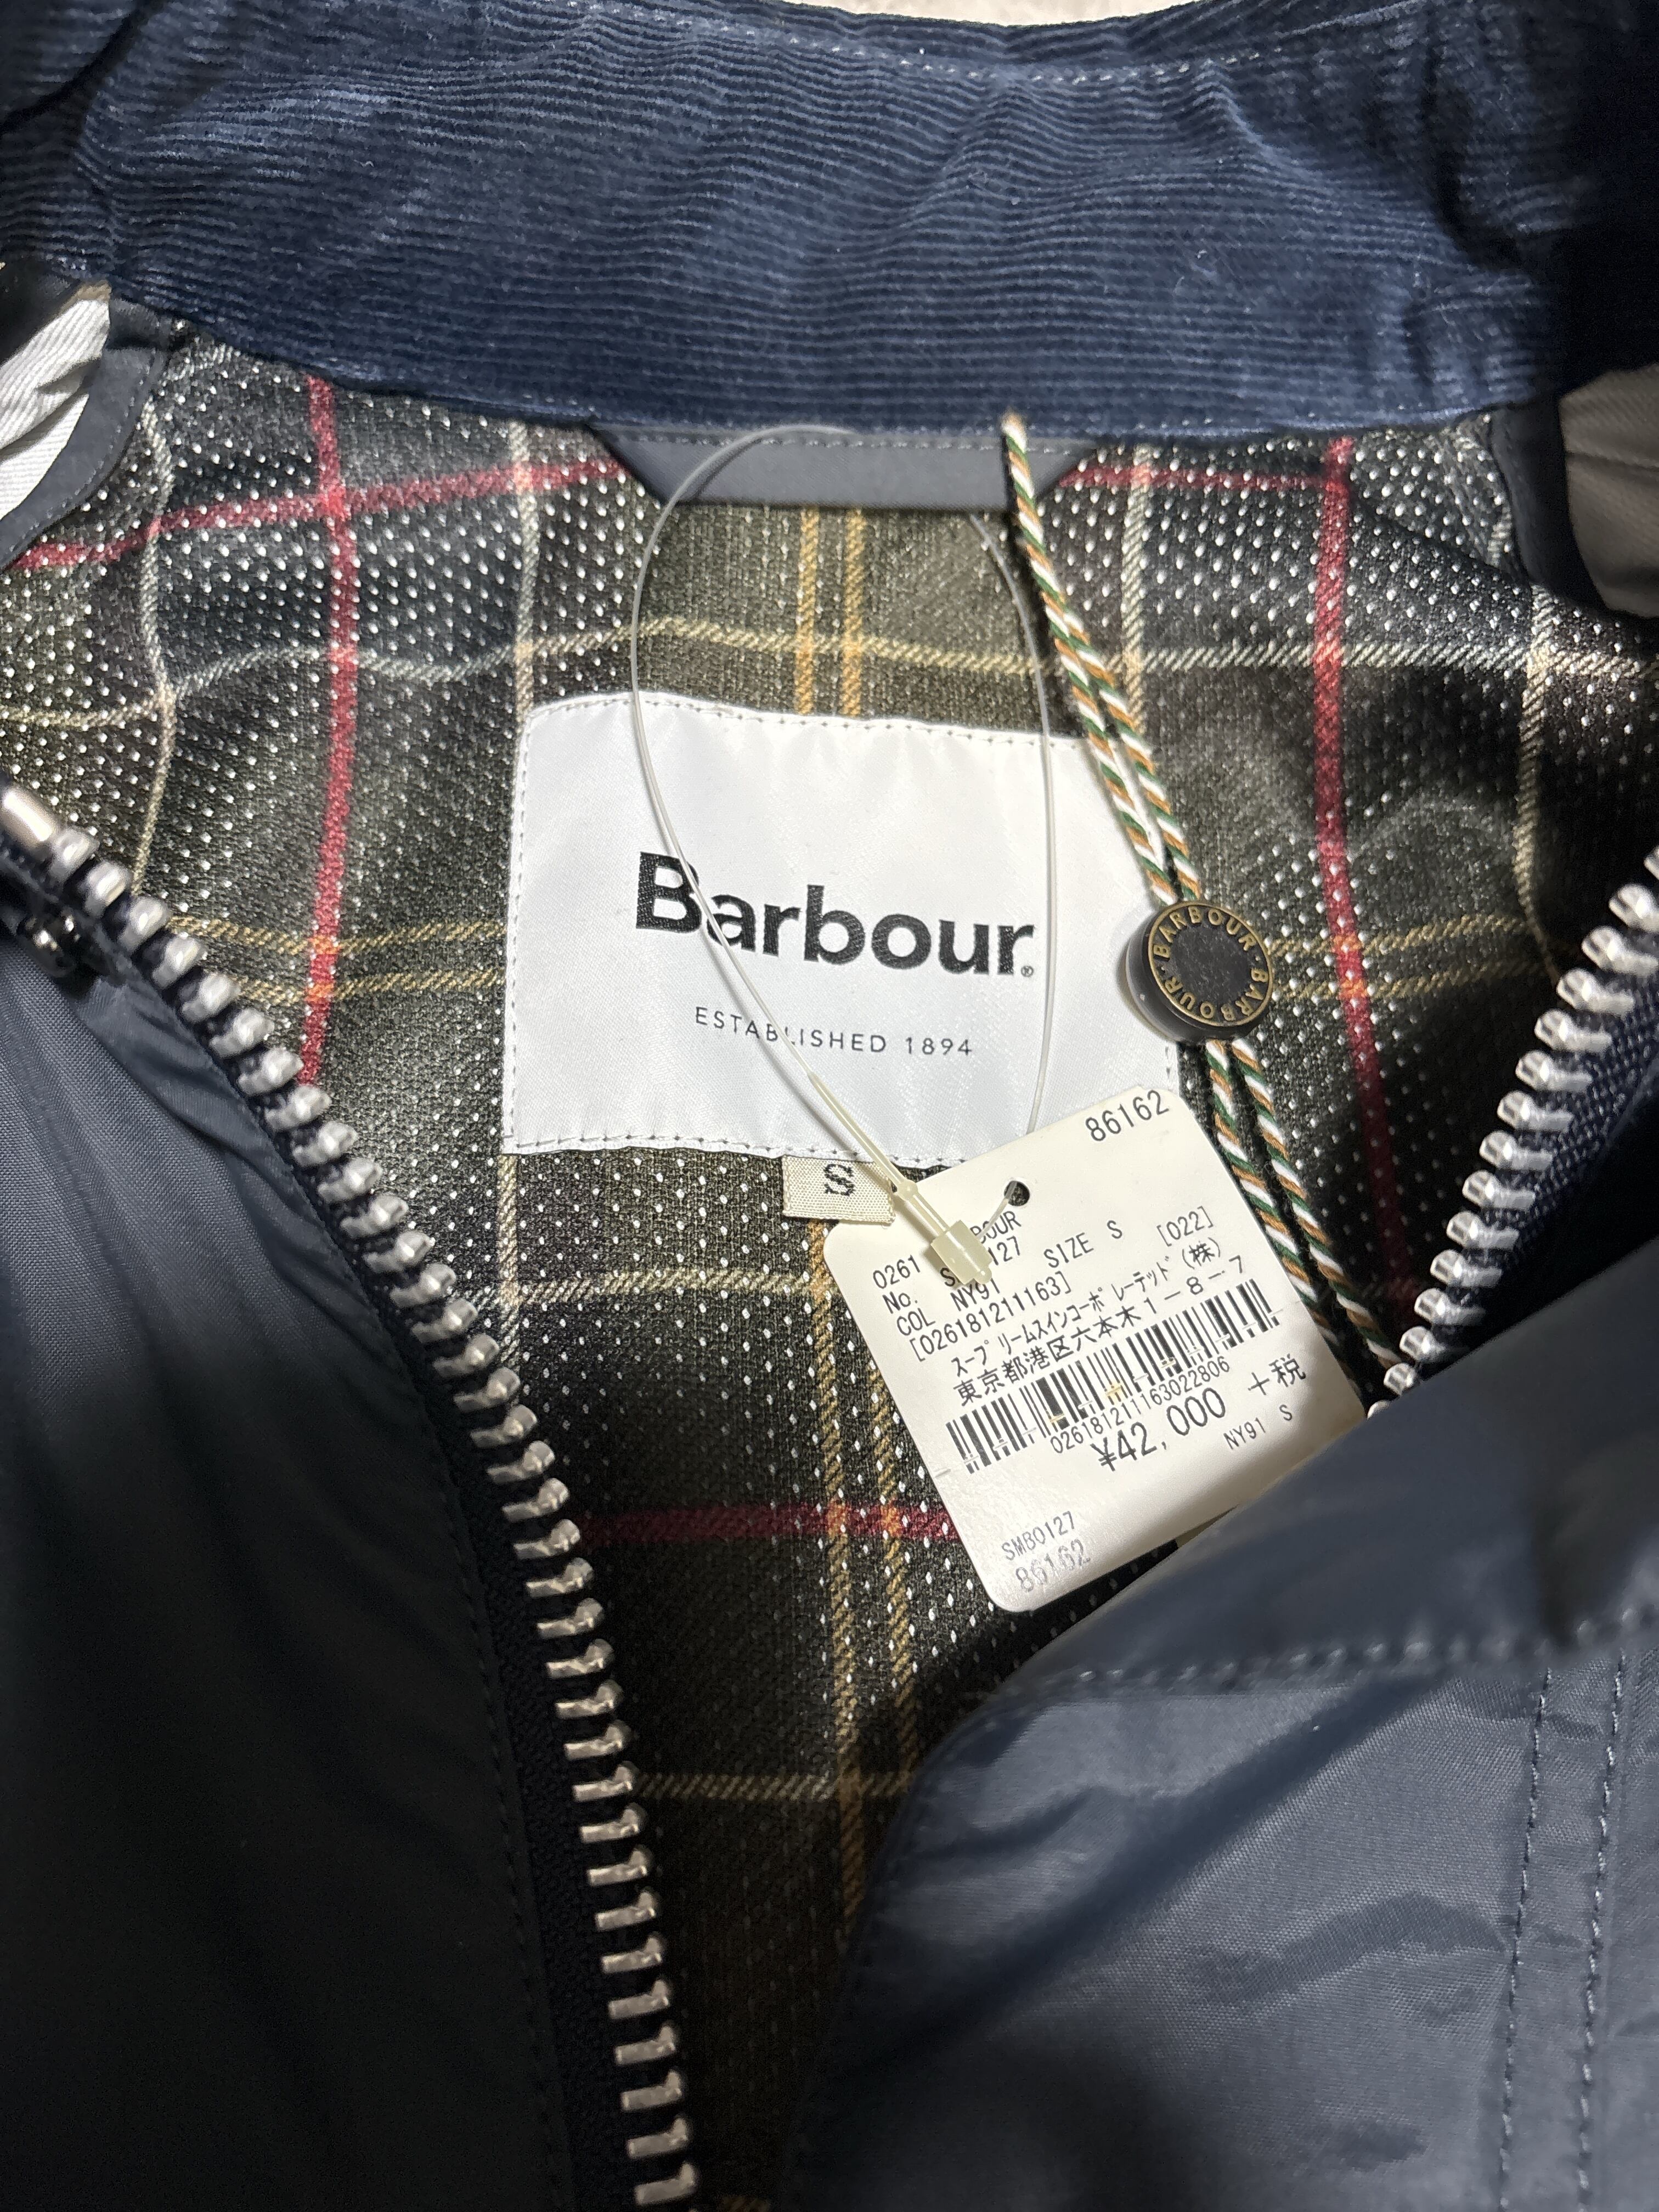 Barbour®
ESTABLISHED 1894
BARBOUR · BARBOUR ·
S
86162
0261 BOUR
No. 127 SIZE S [022]
COL NY91
[026181211163]
スープリームスインコーポレーテッド(株)
東京都港区六本木1-8-7
0261812111163022806
¥42,000 +税
NY91 S
SMB0127
86162